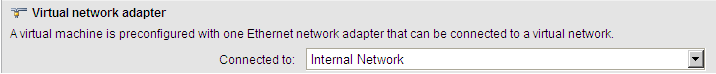 Virtual network adapter
A virtual machine is preconfigured with one Ethernet network adapter that can be connected to a virtual network.
Connected to: Internal Network